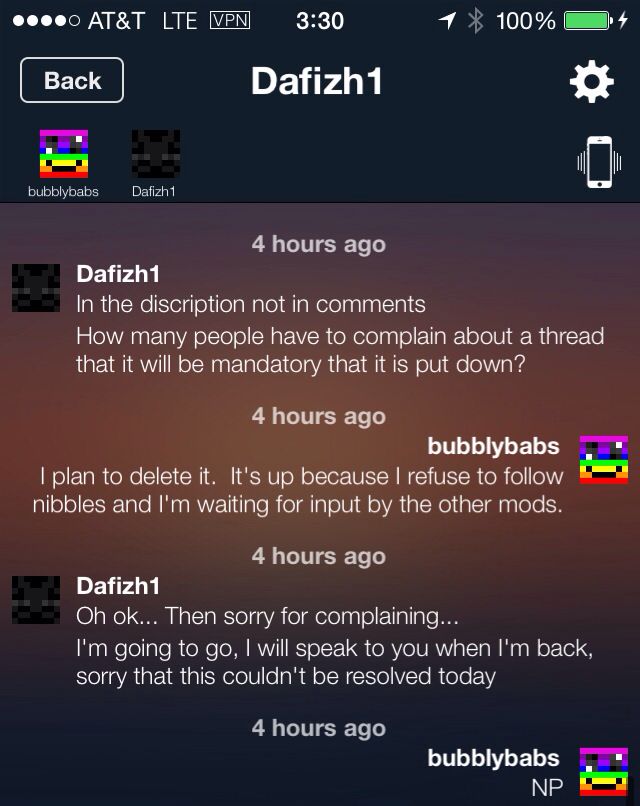 AT&T LTE VPN 3:30 100%
Back Dafizh1
bubblybabs Dafizh1
4 hours ago
Dafizh1
In the discription not in comments
How many people have to complain about a thread
that it will be mandatory that it is put down?
4 hours ago
bubblybabs
I plan to delete it. It's up because I refuse to follow
nibbles and I'm waiting for input by the other mods.
4 hours ago
Dafizh1
Oh ok... Then sorry for complaining...
I'm going to go, I will speak to you when I'm back,
sorry that this couldn't be resolved today
4 hours ago
bubblybabs
NP